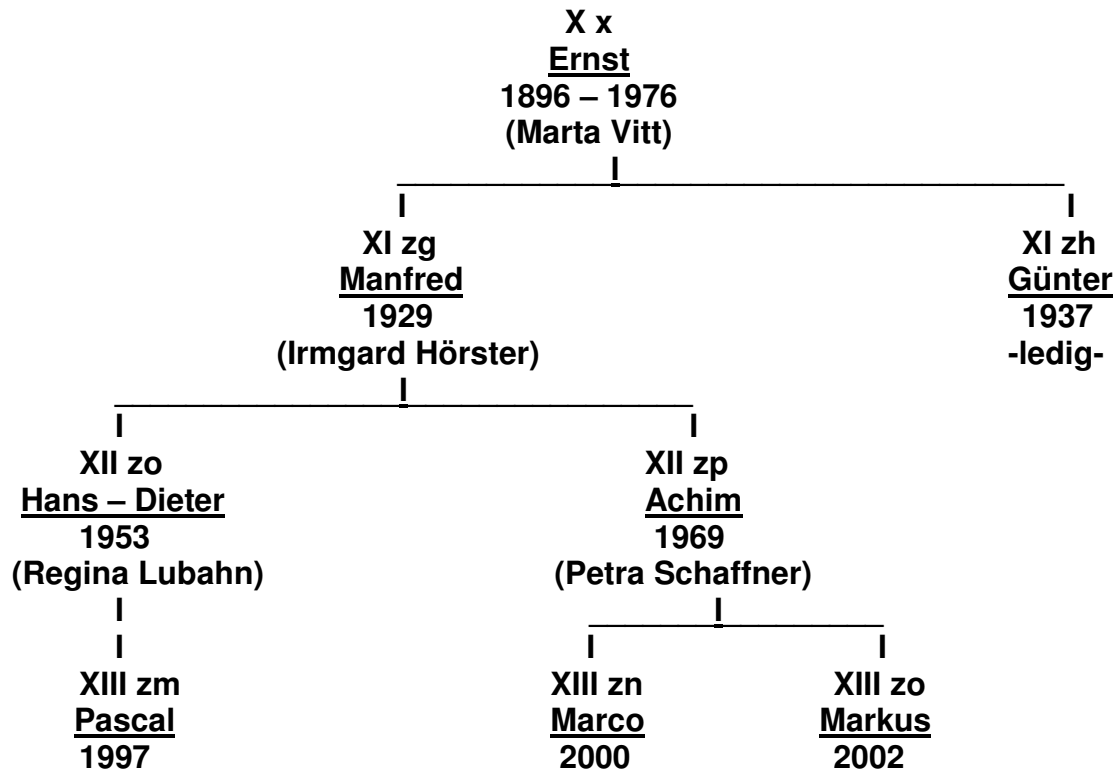 X x
Ernst
1896 – 1976
(Marta Vitt)
XI zg XI zh
Manfred Günter
1929 1937
(Irmgard Hörster) -ledig-
XII zo XII zp
Hans – Dieter Achim
1953 1969
(Regina Lubahn) (Petra Schaffner)
XIII zm XIII zn XIII zo
Pascal Marco Markus
1997 2000 2002